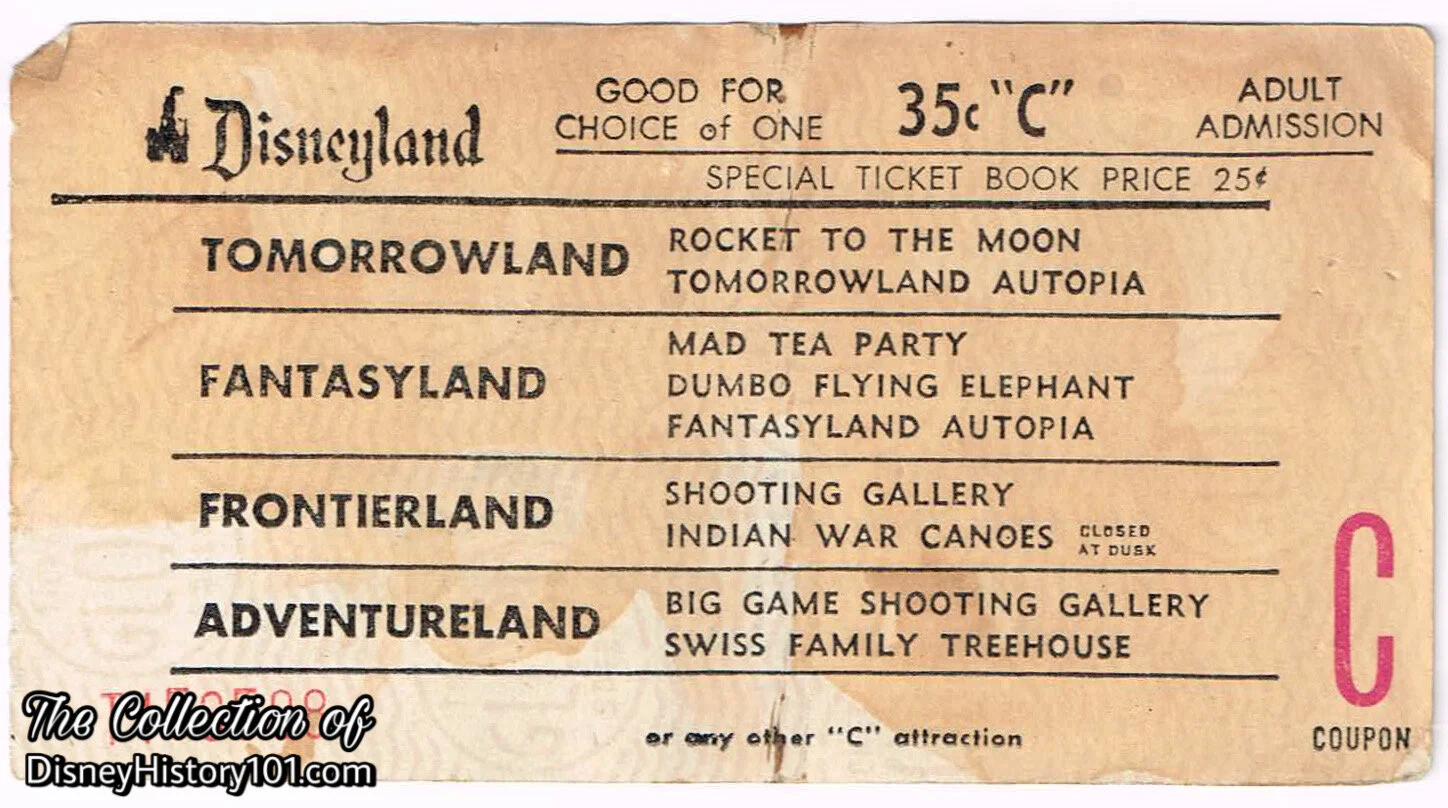 Disneyland
GOOD FOR
CHOICE of ONE
35¢ "C"
ADULT
ADMISSION
SPECIAL TICKET BOOK PRICE 25¢
TOMORROWLAND
ROCKET TO THE MOON
TOMORROWLAND AUTOPIA
FANTASYLAND
MAD TEA PARTY
DUMBO FLYING ELEPHANT
FANTASYLAND AUTOPIA
FRONTIERLAND
SHOOTING GALLERY
INDIAN WAR CANOES CLOSED
AT DUSK
ADVENTURELAND
BIG GAME SHOOTING GALLERY
SWISS FAMILY TREEHOUSE
or any other "C" attraction
C
COUPON
The Collection of
DisneyHistory101.com